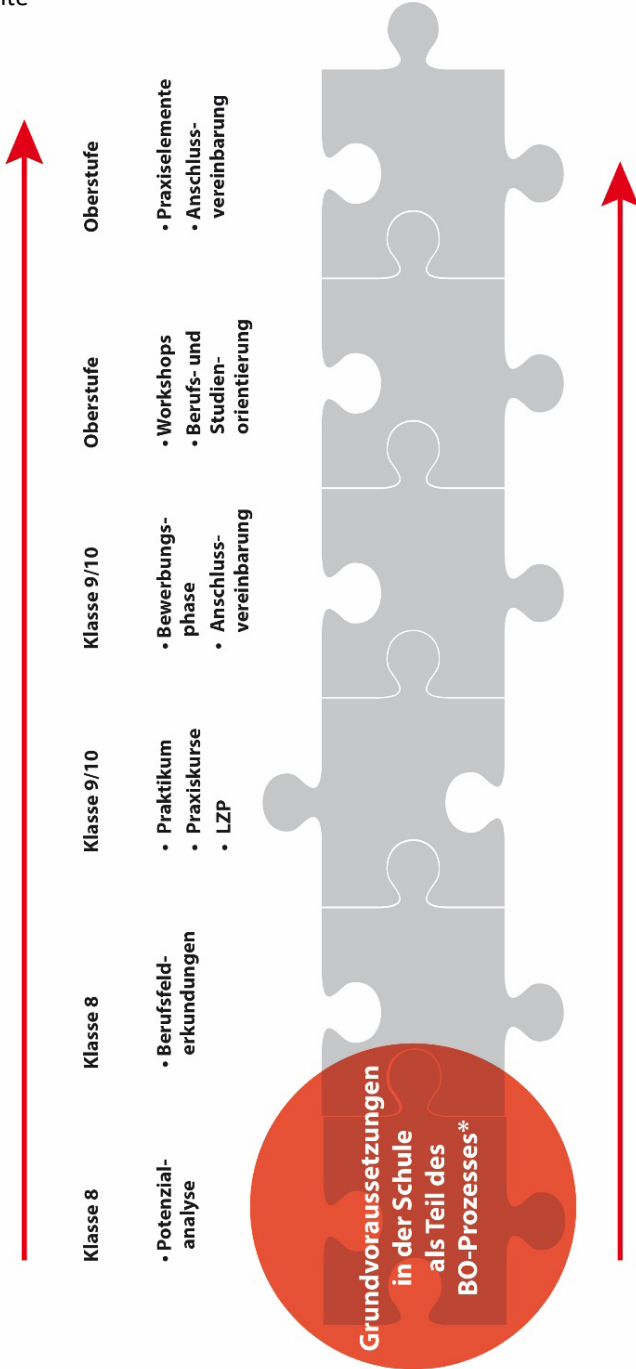 Klasse 8
• Potenzial-
analyse
Klasse 8
• Berufsfeld-
erkundungen
Klasse 9/10
• Praktikum
• Praxiskurse
• LZP
Klasse 9/10
• Bewerbungs-
phase
• Anschluss-
vereinbarung
Oberstufe
• Workshops
• Berufs- und
Studien-
orientierung
Oberstufe
• Praxiselemente
• Anschluss-
vereinbarung
Grundvoraussetzungen
in der Schule
als Teil des
BO-Prozesses*